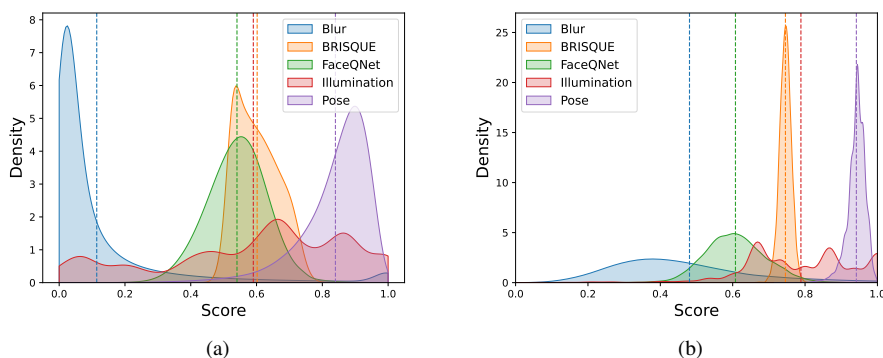 8
7
6
5
4
3
2
1
0
Density
0.0 0.2 0.4 0.6 0.8 1.0
Score
Blur
BRISQUE
FaceQNet
Illumination
Pose
(a)
25
20
15
10
5
0
Density
0.0 0.2 0.4 0.6 0.8 1.0
Score
Blur
BRISQUE
FaceQNet
Illumination
Pose
(b)